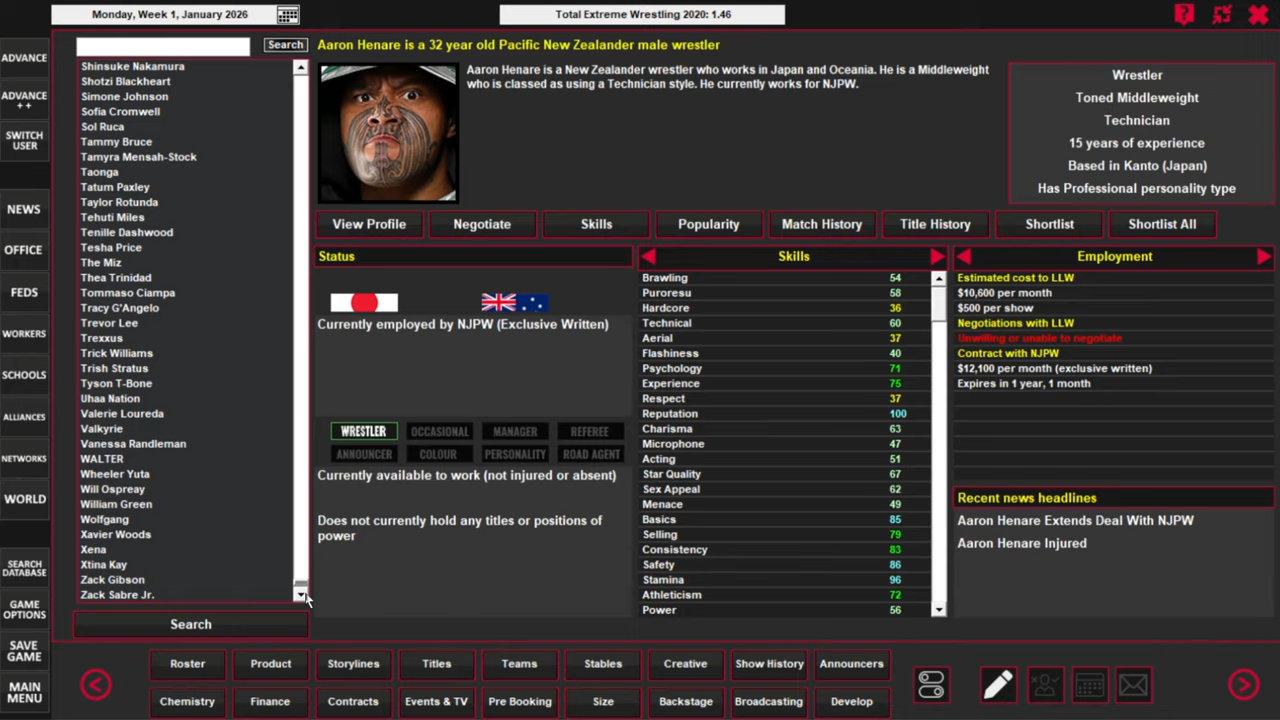 Monday, Week 1, January 2026
Total Extreme Wrestling 2020: 1.46
ADVANCE
ADVANCE
++
SWITCH
USER
NEWS
OFFICE
FEDS
WORKERS
SCHOOLS
ALLIANCES
NETWORKS
WORLD
SEARCH
DATABASE
GAME
OPTIONS
SAVE
GAME
MAIN
MENU
Search
Shinsuke Nakamura
Shotzi Blackheart
Simone Johnson
Sofia Cromwell
Sol Ruca
Tammy Bruce
Tamyra Mensah-Stock
Taonga
Tatum Paxley
Taylor Rotunda
Tehuti Miles
Tenille Dashwood
Tesha Price
The Miz
Thea Trinidad
Tommaso Ciampa
Tracy G'Angelo
Trevor Lee
Trexxus
Trick Williams
Trish Stratus
Tyson T-Bone
Uhaa Nation
Valerie Loureda
Valkyrie
Vanessa Randleman
WALTER
Wheeler Yuta
Will Ospreay
William Green
Wolfgang
Xavier Woods
Xena
Xtina Kay
Zack Gibson
Zack Sabre Jr.
Search
Aaron Henare is a 32 year old Pacific New Zealander male wrestler
Aaron Henare is a New Zealander wrestler who works in Japan and Oceania. He is a Middleweight
who is classed as using a Technician style. He currently works for NJPW.
Wrestler
Toned Middleweight
Technician
15 years of experience
Based in Kanto (Japan)
Has Professional personality type
View Profile
Negotiate
Skills
Popularity
Match History
Title History
Shortlist
Shortlist All
Status
Currently employed by NJPW (Exclusive Written)
WRESTLER
OCCASIONAL
MANAGER
REFEREE
ANNOUNCER
COLOUR
PERSONALITY
ROAD AGENT
Currently available to work (not injured or absent)
Does not currently hold any titles or positions of
power
Skills
Brawling 54
Puroresu 58
Hardcore 36
Technical 60
Aerial 37
Flashiness 40
Psychology 71
Experience 75
Respect 37
Reputation 100
Charisma 63
Microphone 47
Acting 51
Star Quality 67
Sex Appeal 62
Menace 49
Basics 85
Selling 79
Consistency 83
Safety 86
Stamina 96
Athleticism 72
Power 56
Employment
Estimated cost to LLW
$10,600 per month
$500 per show
Negotiations with LLW
Unwilling or unable to negotiate
Contract with NJPW
$12,100 per month (exclusive written)
Expires in 1 year, 1 month
Recent news headlines
Aaron Henare Extends Deal With NJPW
Aaron Henare Injured
Roster
Product
Storylines
Titles
Teams
Stables
Creative
Show History
Announcers
Chemistry
Finance
Contracts
Events & TV
Pre Booking
Size
Backstage
Broadcasting
Develop